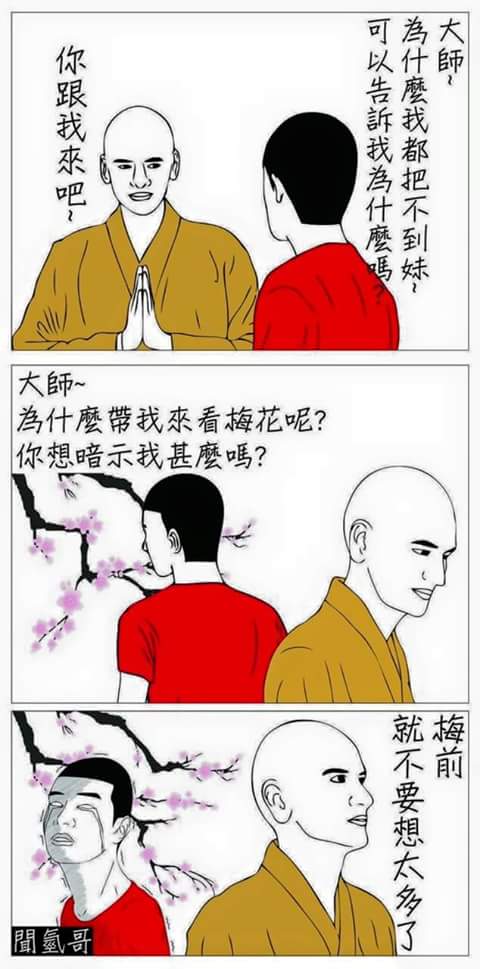 大師~
為什麼我都把不到妹~
可以告訴我為什麼嗎?
你跟我來吧~
大師~
為什麼帶我來看梅花呢?
你想暗示我甚麼嗎?
梅前
就不要想太多了
聞氫哥